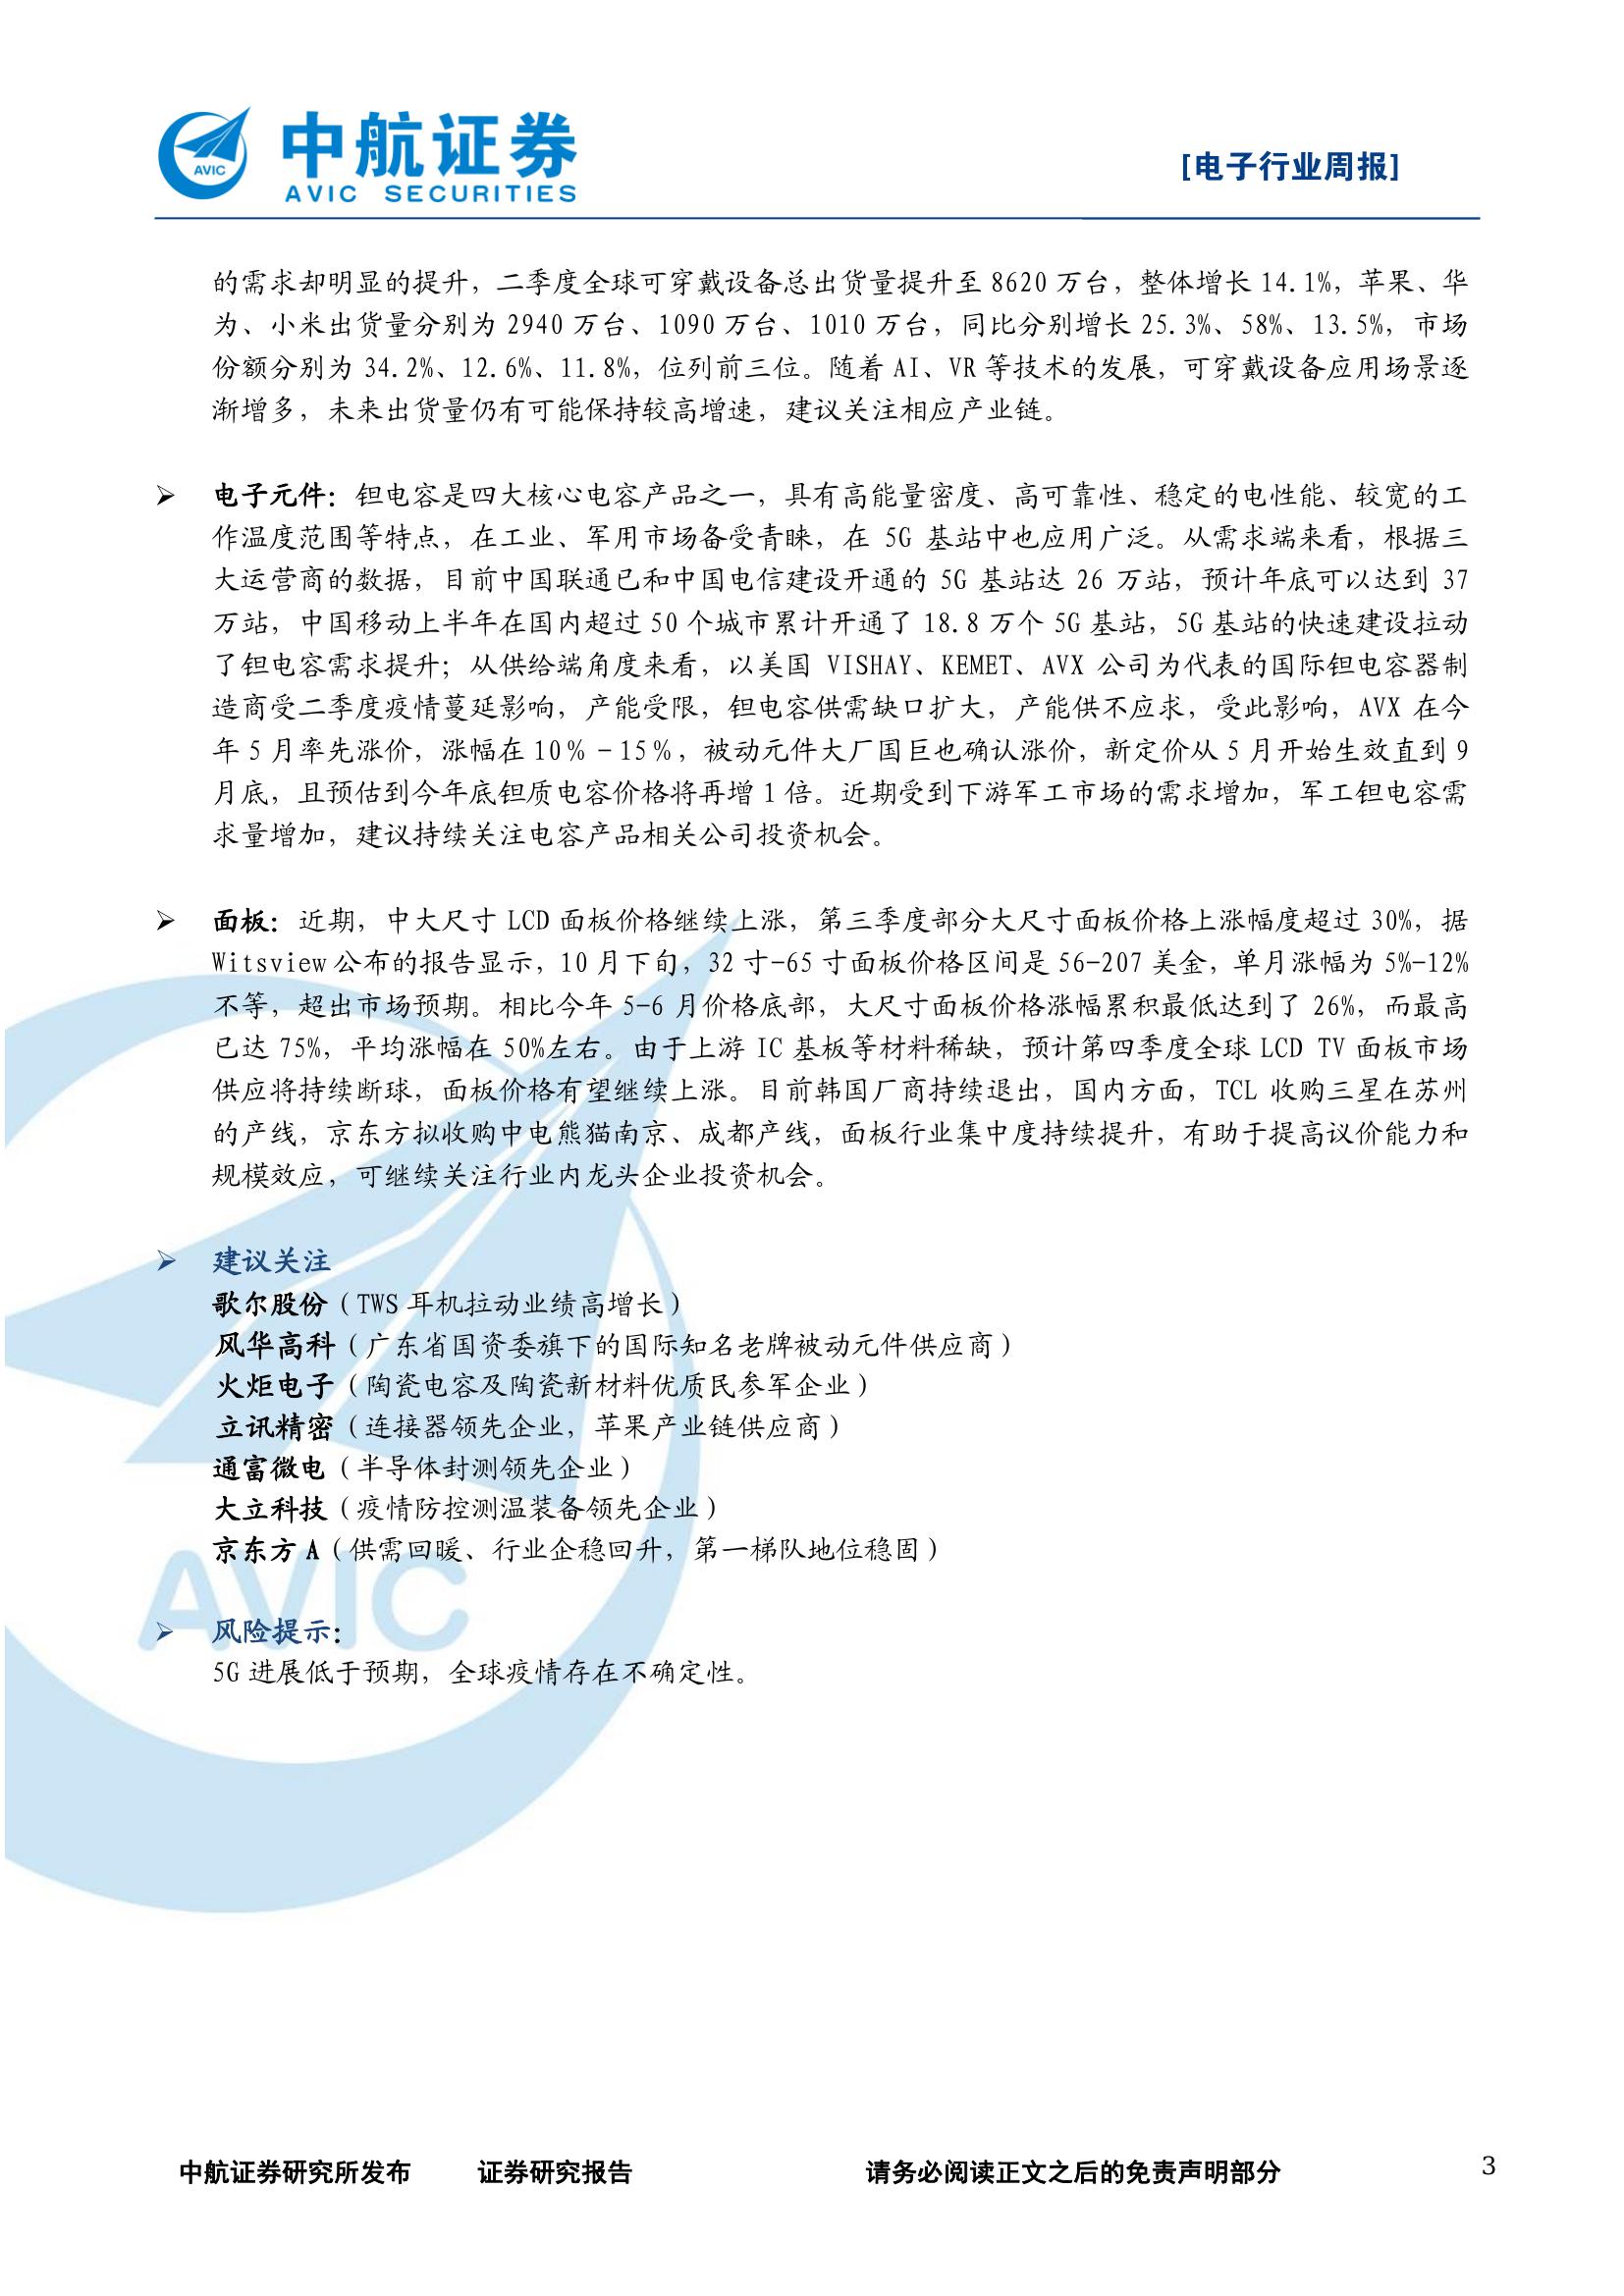 中航证券
AVIC
AVIC SECURITIES
[电子行业周报]
的需求却明显的提升，二季度全球可穿戴设备总出货量提升至 8620 万台，整体增长 14.1%，苹果、华
为、小米出货量分别为 2940 万台、1090 万台、1010 万台，同比分别增长 25.3%、58%、13.5%，市场
份额分别为 34.2%、12.6%、11.8%，位列前三位。随着 AI、VR 等技术的发展，可穿戴设备应用场景逐
渐增多，未来出货量仍有可能保持较高增速，建议关注相应产业链。
➢ 电子元件：钽电容是四大核心电容产品之一，具有高能量密度、高可靠性、稳定的电性能、较宽的工
作温度范围等特点，在工业、军用市场备受青睐，在 5G 基站中也应用广泛。从需求端来看，根据三
大运营商的数据，目前中国联通已和中国电信建设开通的 5G 基站达 26 万站，预计年底可以达到 37
万站，中国移动上半年在国内超过 50 个城市累计开通了 18.8 万个 5G 基站，5G 基站的快速建设拉动
了钽电容需求提升；从供给端角度来看，以美国 VISHAY、KEMET、AVX 公司为代表的国际钽电容器制
造商受二季度疫情蔓延影响，产能受限，钽电容供需缺口扩大，产能供不应求，受此影响，AVX 在今
年 5 月率先涨价，涨幅在 10％－15％，被动元件大厂国巨也确认涨价，新定价从 5 月开始生效直到 9
月底，且预估到今年底钽质电容价格将再增 1 倍。近期受到下游军工市场的需求增加，军工钽电容需
求量增加，建议持续关注电容产品相关公司投资机会。
➢ 面板：近期，中大尺寸 LCD 面板价格继续上涨，第三季度部分大尺寸面板价格上涨幅度超过 30%，据
Witsview 公布的报告显示，10 月下旬，32 寸-65 寸面板价格区间是 56-207 美金，单月涨幅为 5%-12%
不等，超出市场预期。相比今年 5-6 月价格底部，大尺寸面板价格涨幅累积最低达到了 26%，而最高
已达 75%，平均涨幅在 50%左右。由于上游 IC 基板等材料稀缺，预计第四季度全球 LCD TV 面板市场
供应将持续断球，面板价格有望继续上涨。目前韩国厂商持续退出，国内方面，TCL 收购三星在苏州
的产线，京东方拟收购中电熊猫南京、成都产线，面板行业集中度持续提升，有助于提高议价能力和
规模效应，可继续关注行业内龙头企业投资机会。
➢ 建议关注
歌尔股份（TWS 耳机拉动业绩高增长）
风华高科（广东省国资委旗下的国际知名老牌被动元件供应商）
火炬电子（陶瓷电容及陶瓷新材料优质民参军企业）
立讯精密（连接器领先企业，苹果产业链供应商）
通富微电（半导体封测领先企业）
大立科技（疫情防控测温装备领先企业）
京东方 A（供需回暖、行业企稳回升，第一梯队地位稳固）
AVIC
➢ 风险提示：
5G 进展低于预期，全球疫情存在不确定性。
中航证券研究所发布 证券研究报告 请务必阅读正文之后的免责声明部分 3